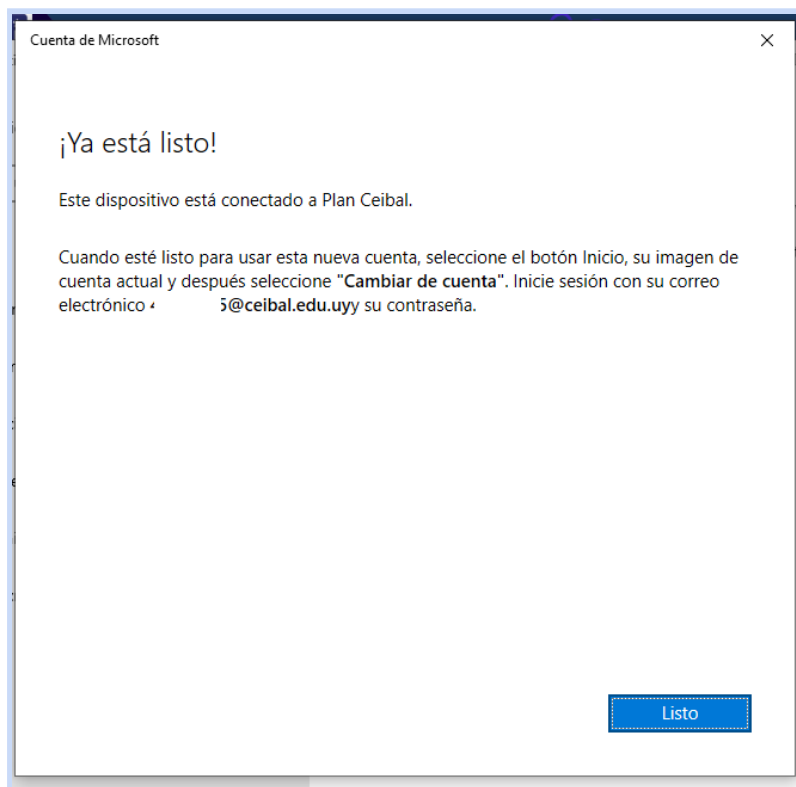 Cuenta de Microsoft
¡Ya está listo!
Este dispositivo está conectado a Plan Ceibal.
Cuando esté listo para usar esta nueva cuenta, seleccione el botón Inicio, su imagen de
cuenta actual y después seleccione "Cambiar de cuenta". Inicie sesión con su correo
electrónico 5@ceibal.edu.uyy su contraseña.
Listo